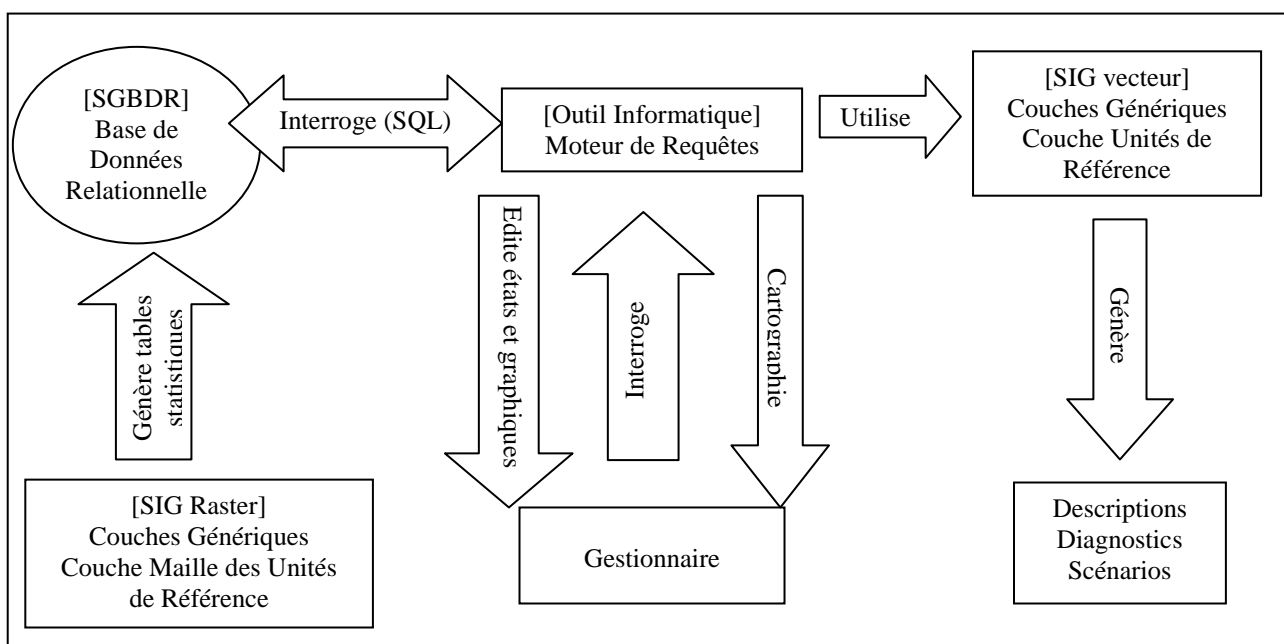 [SGBDR]
Base de
Données
Relationnelle
Interroge (SQL)
[Outil Informatique]
Moteur de Requêtes
Utilise
[SIG vecteur]
Couches Génériques
Couche Unités de
Référence
Génère tables
statistiques
Edite états et graphiques
Interroge
Cartographie
Génère
[SIG Raster]
Couches Génériques
Couche Maille des Unités
de Référence
Gestionnaire
Descriptions
Diagnostics
Scénarios